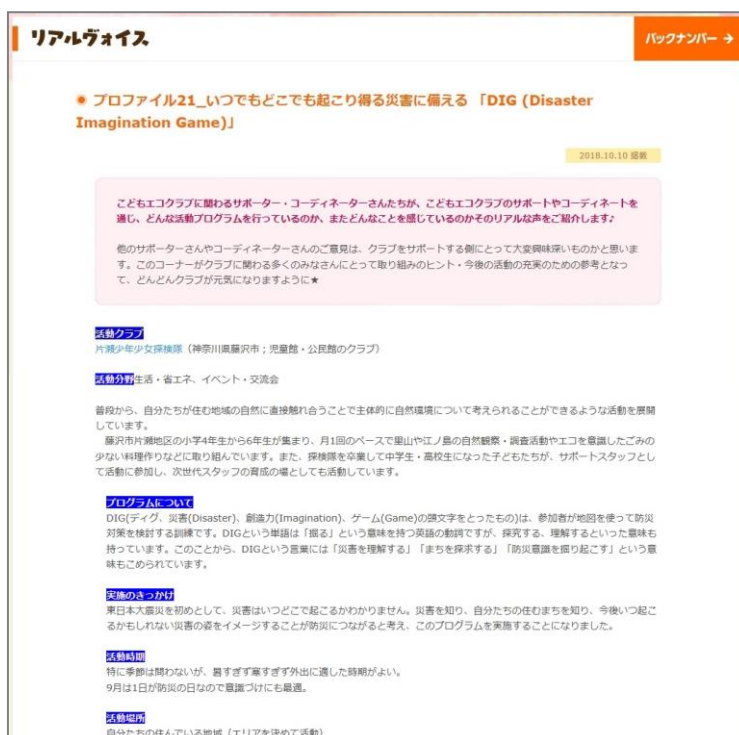 リアルヴォイス
バックナンバー →
プロファイル21_いつでもどこでも起こり得る災害に備える 「DIG (Disaster
Imagination Game)」
2018.10.10 掲載
こどもエコクラブに関わるサポーター・コーディネーターさんたちが、こどもエコクラブのサポートやコーディネートを
通じ、どんな活動プログラムを行っているのか、またどんなことを感じているのかそのリアルな声をご紹介します♪
他のサポーターさんやコーディネーターさんのご意見は、クラブをサポートする側にとって大変興味深いものかと思いま
す。このコーナーがクラブに関わる多くのみなさんにとって取り組みのヒント・今後の活動の充実のための参考となっ
て、どんどんクラブが元気になりますように★
活動クラブ
片瀬少年少女探検隊（神奈川県藤沢市；児童館・公民館のクラブ）
活動分野生活・省エネ、イベント・交流会
普段から、自分たちが住む地域の自然に直接触れ合うことで主体的に自然環境について考えられることができるような活動を展開
しています。
藤沢市片瀬地区の小学4年生から6年生が集まり、月1回のペースで里山や江ノ島の自然観察・調査活動やエコを意識したごみの
少ない料理作りなどに取り組んでいます。また、探検隊を卒業して中学生・高校生になった子どもたちが、サポートスタッフとし
て活動に参加し、次世代スタッフの育成の場としても活動しています。
プログラムについて
DIG(ディグ、災害(Disaster)、創造力(Imagination)、ゲーム(Game)の頭文字をとったもの)は、参加者が地図を使って防災
対策を検討する訓練です。DIGという単語は「掘る」という意味を持つ英語の動詞ですが、探究する、理解するといった意味も
持っています。このことから、DIGという言葉には「災害を理解する」「まちを探求する」「防災意識を掘り起こす」という意
味もこめられています。
実施のきっかけ
東日本大震災を初めとして、災害はいつどこで起こるかわかりません。災害を知り、自分たちの住むまちを知り、今後いつ起こ
るかもしれない災害の姿をイメージすることが防災につながると考え、このプログラムを実施することになりました。
活動時期
特に季節は問わないが、暑すぎず寒すぎず外出に適した時期がよい。
9月は1日が防災の日なので意識づけにも最適。
活動場所
自分たちの住んでいる地域（エリアを決めて活動）